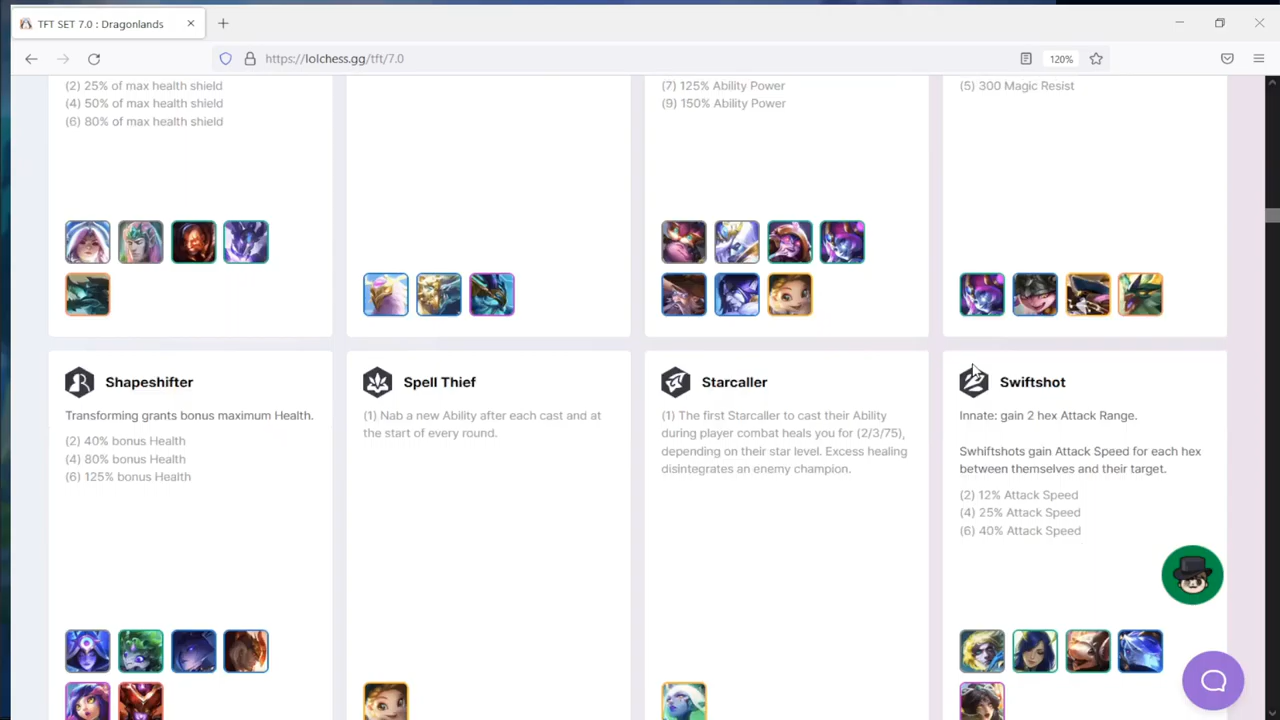 TFT SET 7.0 : Dragonlands
https://lolchess.gg/tft/7.0
120%
(2) 25% of max health shield
(4) 50% of max health shield
(6) 80% of max health shield
(7) 125% Ability Power
(9) 150% Ability Power
(5) 300 Magic Resist
Shapeshifter
Transforming grants bonus maximum Health.
(2) 40% bonus Health
(4) 80% bonus Health
(6) 125% bonus Health
Spell Thief
(1) Nab a new Ability after each cast and at
the start of every round.
Starcaller
(1) The first Starcaller to cast their Ability
during player combat heals you for (2/3/75),
depending on their star level. Excess healing
disintegrates an enemy champion.
Swiftshot
Innate: gain 2 hex Attack Range.
Swhiftshots gain Attack Speed for each hex
between themselves and their target.
(2) 12% Attack Speed
(4) 25% Attack Speed
(6) 40% Attack Speed